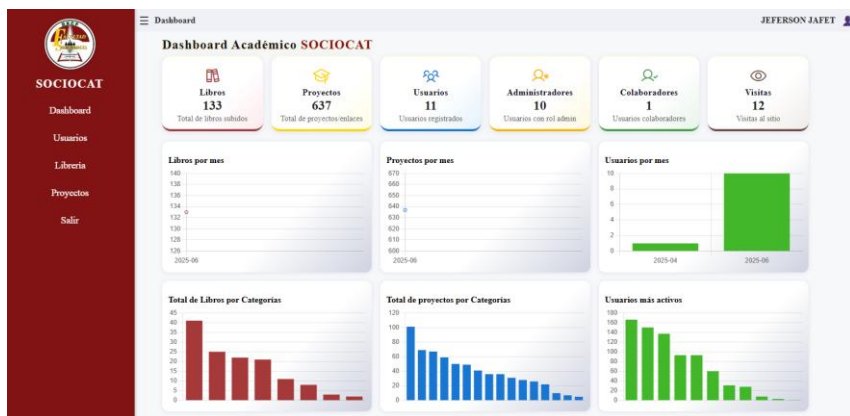 ☰ Dashboard
JEFERSON JAFET
SOCIOCAT
Dashboard
Usuarios
Libreria
Proyectos
Salir
Dashboard Académico SOCIOCAT
Libros
133
Total de libros subidos
Proyectos
637
Total de proyectos/enlaces
Usuarios
11
Usuarios registrados
Administradores
10
Usuarios con rol admin
Colaboradores
1
Usuarios colaboradores
Visitas
12
Visitas al sitio
Libros por mes
140
138
136
134
132
130
128
126
2025-06
Proyectos por mes
670
660
650
640
630
620
610
600
2025-06
Usuarios por mes
10
8
6
4
2
0
2025-04
2025-06
Total de Libros por Categorías
45
40
35
30
25
20
15
10
5
0
Total de proyectos por Categorías
120
100
80
60
40
20
0
Usuarios más activos
180
160
140
120
100
80
60
40
20
0